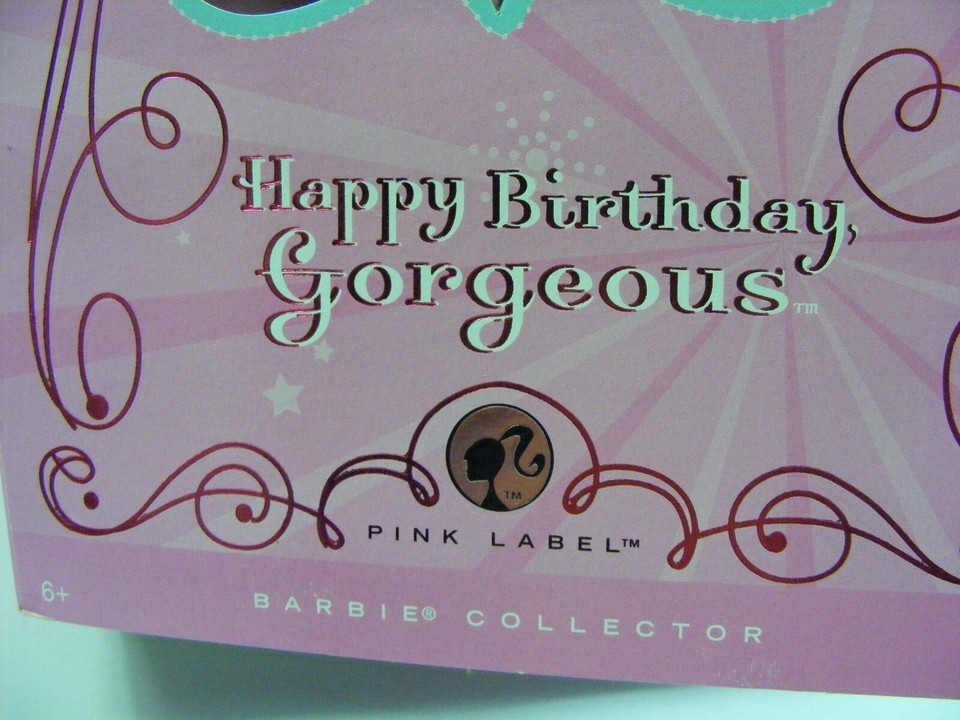 Happy Birthday,
Gorgeous™
TM
PINK LABEL™
6+
BARBIE® COLLECTOR